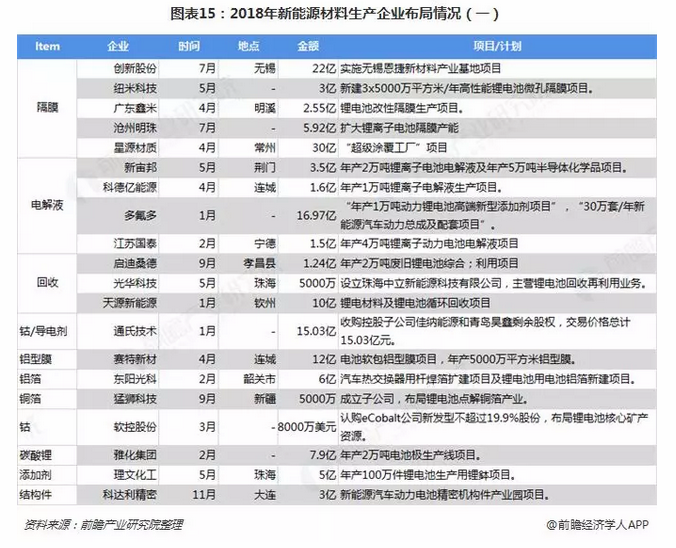 图表15：2018年新能源材料生产企业布局情况（一）
Item 企业 时间 地点 金额 项目/计划
隔膜
创新股份 7月 无锡 22亿 实施无锡恩捷新材料产业基地项目
纽米科技 5月 - 3亿 新建3x5000万平方米/年高性能锂电池微孔隔膜项目。
广东鑫米 4月 明溪 2.55亿 锂电池改性隔膜生产项目。
沧州明珠 7月 - 5.92亿 扩大锂离子电池隔膜产能
星源材质 4月 常州 30亿 “超级涂覆工厂”项目
电解液
新宙邦 5月 荆门 3.5亿 年产2万吨锂离子电池电解液及年产5万吨半导体化学品项目。
科德亿能源 4月 连城 1.6亿 年产1万吨锂离子电解液生产项目。
多氟多 1月 - 16.97亿 “年产1万吨动力锂电池高端新型添加剂项目”，“30万套/年新
能源汽车动力总成及配套项目”。
江苏国泰 2月 宁德 1.5亿 年产4万吨锂离子动力电池电解液项目
回收
启迪桑德 9月 孝昌县 1.24亿 年产2万吨废旧锂电池综合；利用项目
光华科技 5月 珠海 5000万 设立珠海中立新能源科技有限公司，主营锂电池回收再利用业务。
天源新能源 1月 钦州 10亿 锂电材料及锂电池循环回收项目
钴/导电剂 通氏技术 1月 - 15.03亿 收购控股子公司佳纳能源和青岛昊鑫剩余股权，交易价格总计
15.03亿元。
铝型膜 赛特新材 4月 连城 12亿 电池软包铝型膜项目，年产5000万平方米铝型膜。
铝箔 东阳光科 2月 韶关市 6亿 汽车热交换器用杆焊箔扩建项目及锂电池用电池铝箔新建项目。
铜箔 猛狮科技 9月 新疆 5000万 成立子公司，布局锂电池点解铜箔产业。
钴 软控股份 3月 - 8000万美元 认购eCobalt公司新发型不超过19.9%股份，布局锂电池核心矿产
资源。
碳酸锂 雅化集团 2月 - 7.9亿 年产2万吨电池极生产线项目。
添加剂 理文化工 5月 珠海 5亿 年产100万件锂电池生产用锂鉢项目。
结构件 科达利精密 11月 大连 3亿 新能源汽车动力电池精密机构件产业园项目。
资料来源：前瞻产业研究院整理
@前瞻经济学人APP